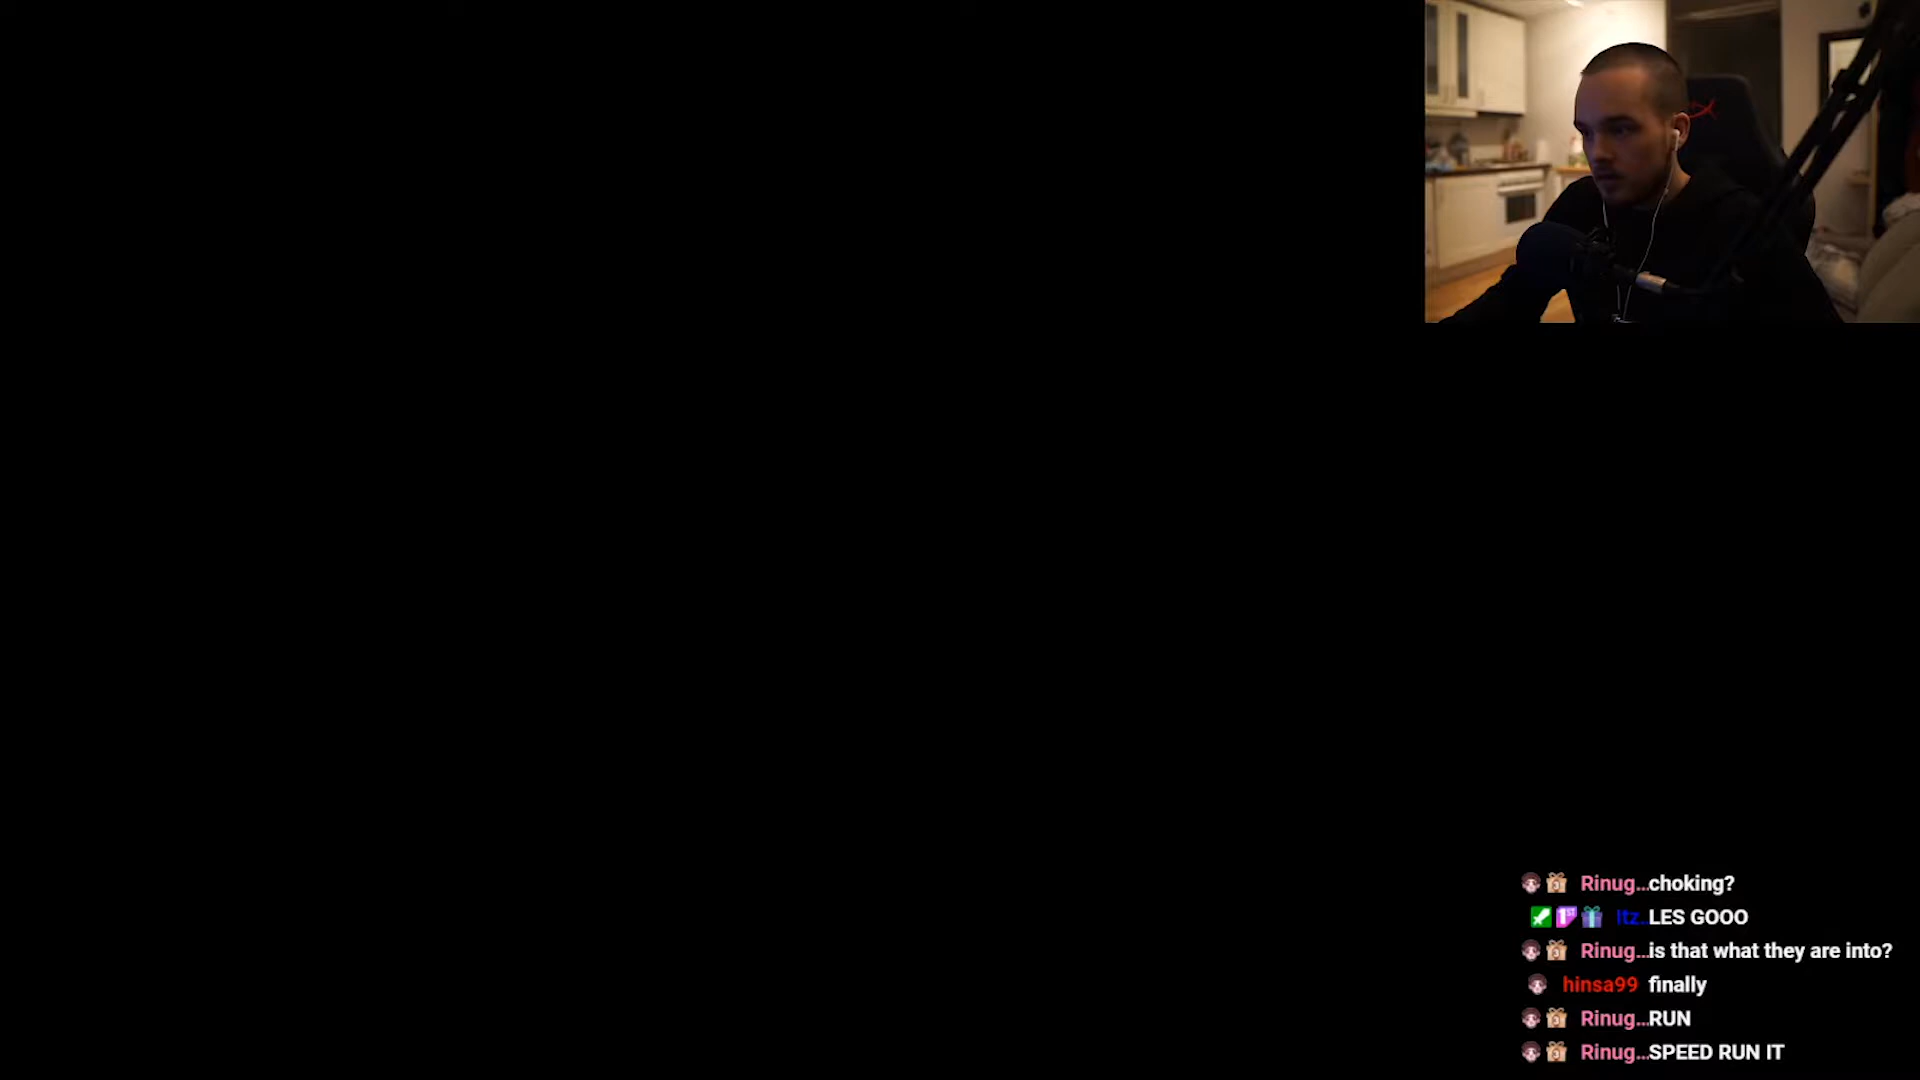 Rinug...choking?
Itz..LES GOOO
Rinug...is that what they are into?
hinsa99 finally
Rinug...RUN
Rinug...SPEED RUN IT